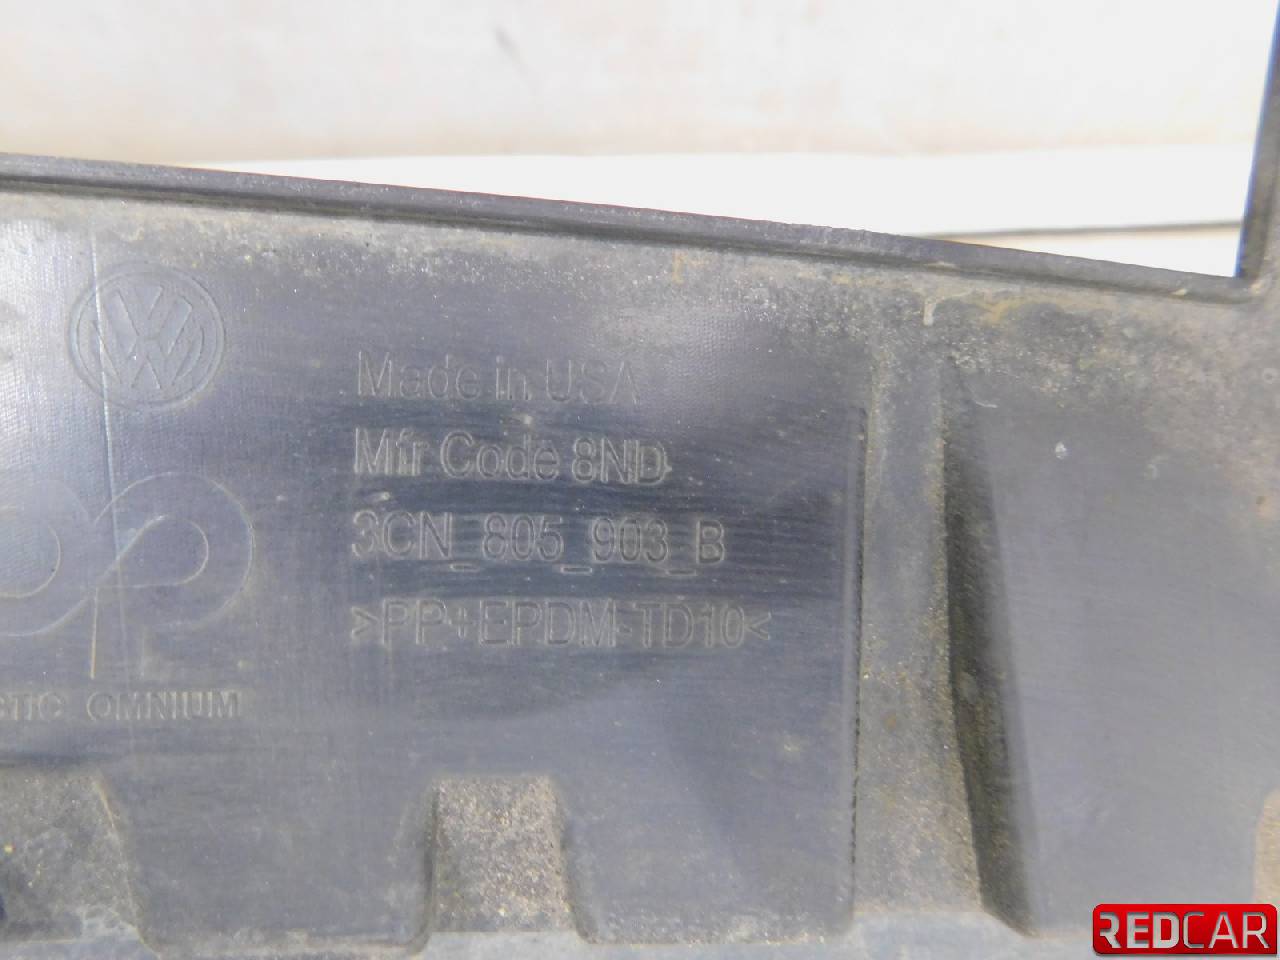 Made in USA
Mfr Code 8ND
3CN_805_903_B
>PP+EPDM-TD10<
OMNIUM
REDCAR